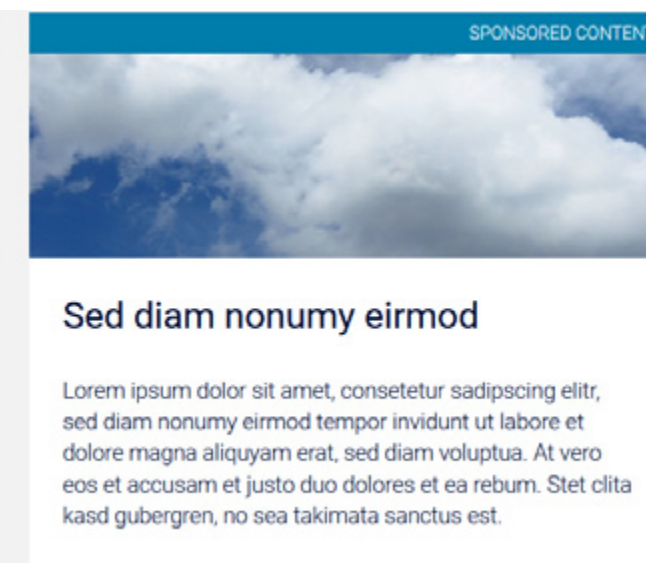 SPONSORED CONTENT
Sed diam nonumy eirmod
Lorem ipsum dolor sit amet, consetetur sadipscing elitr,
sed diam nonumy eirmod tempor invidunt ut labore et
dolore magna aliquyam erat, sed diam voluptua. At vero
eos et accusam et justo duo dolores et ea rebum. Stet clita
kasd gubergren, no sea takimata sanctus est.